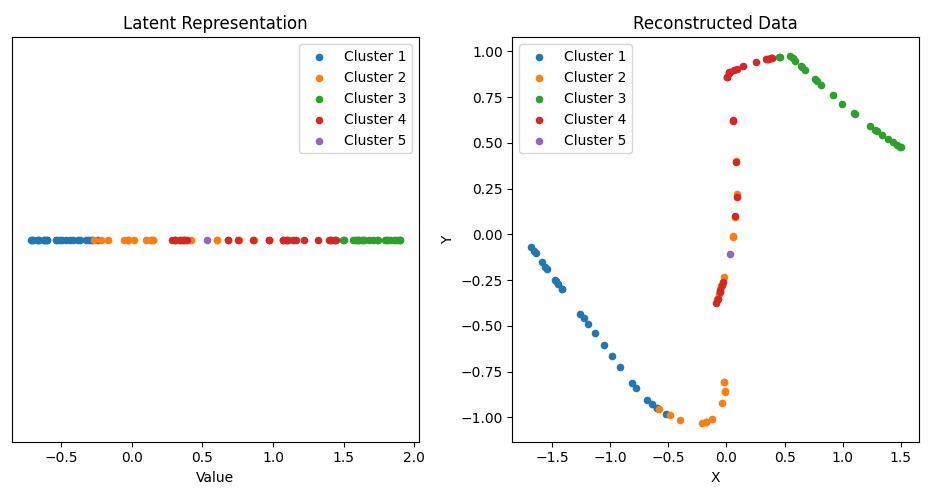 Latent Representation
Cluster 1
Cluster 2
Cluster 3
Cluster 4
Cluster 5
−0.5
0.0
0.5
1.0
1.5
2.0
Value
Reconstructed Data
Cluster 1
Cluster 2
Cluster 3
Cluster 4
Cluster 5
1.00
0.75
0.50
0.25
0.00
−0.25
−0.50
−0.75
−1.00
Y
−1.5
−1.0
−0.5
0.0
0.5
1.0
1.5
X